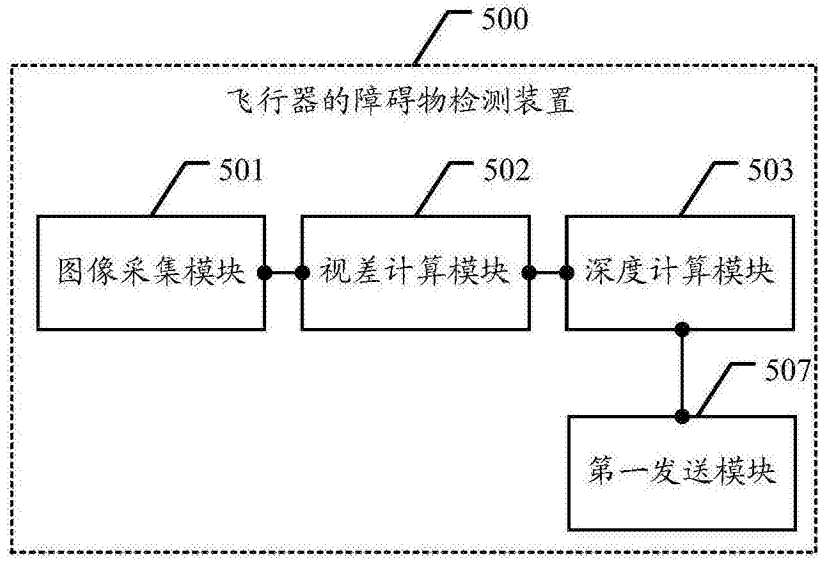 500
飞行器的障碍物检测装置
501
502
503
图像采集模块
视差计算模块
深度计算模块
507
第一发送模块